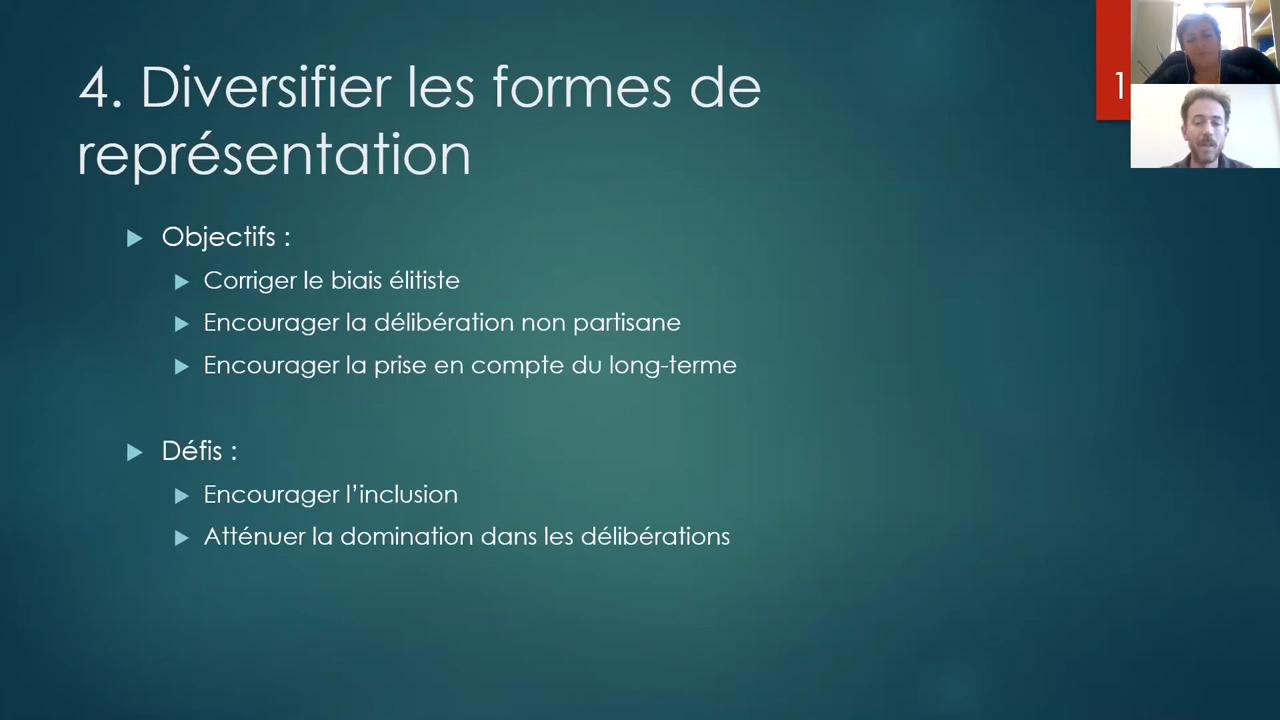 4. Diversifier les formes de
représentation
1
Objectifs :
Corriger le biais élitiste
Encourager la délibération non partisane
Encourager la prise en compte du long-terme
Défis :
Encourager l’inclusion
Atténuer la domination dans les délibérations